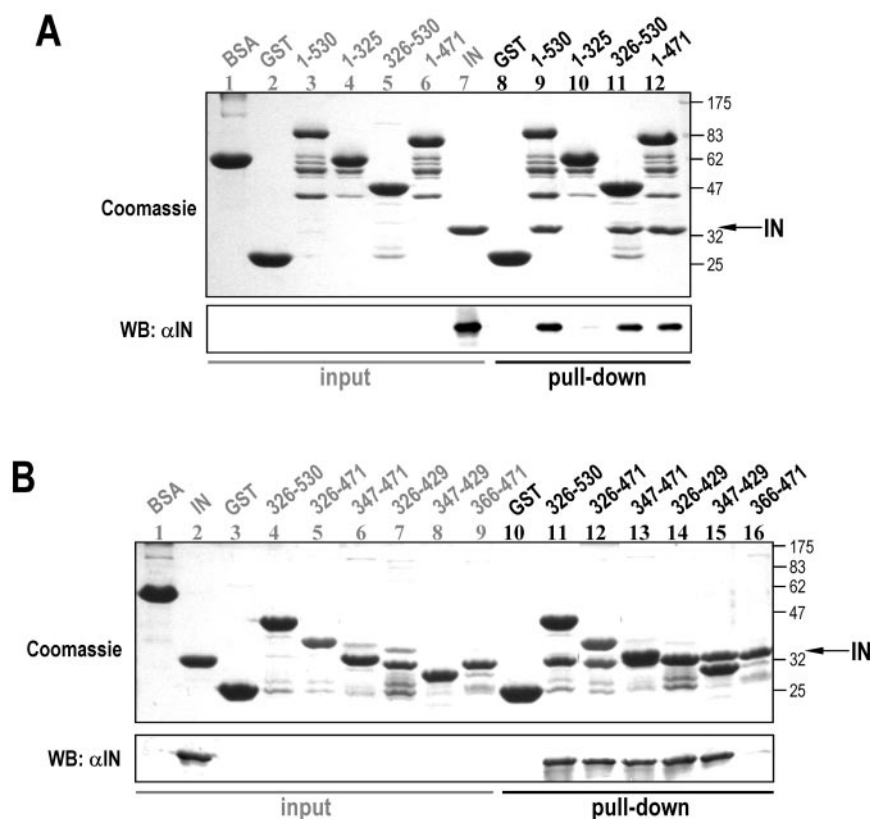 A
BSA GST 1-530 1-325 326-530 1-471 IN GST 1-530 1-325 326-530 1-471
1 2 3 4 5 6 7 8 9 10 11 12
175
83
62
Coomassie
47
IN
32
25
WB: αIN
input pull-down
B
BSA IN GST 326-530 326-471 347-471 326-429 347-429 366-471 GST 326-530 326-471 347-471 326-429 347-429 366-471
1 2 3 4 5 6 7 8 9 10 11 12 13 14 15 16
175
83
62
47
Coomassie
IN
32
25
WB: αIN
input pull-down